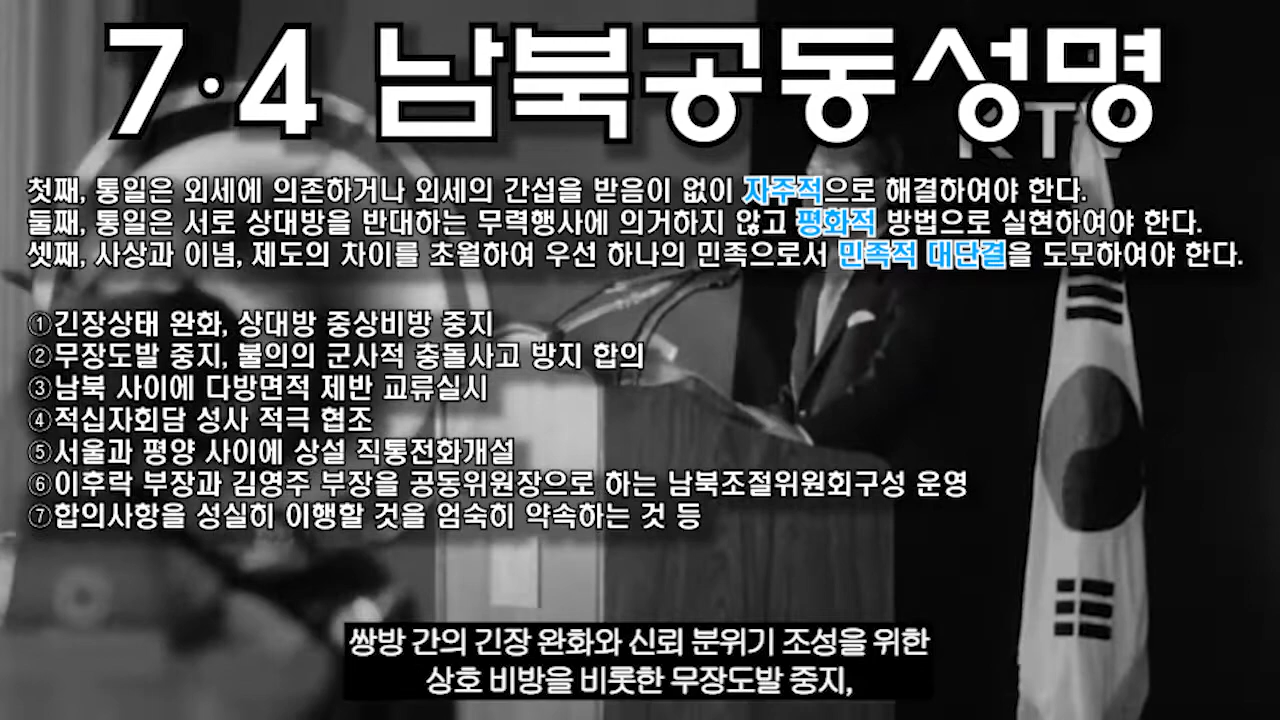 7·4 남북공동성명
KTV
첫째, 통일은 외세에 의존하거나 외세의 간섭을 받음이 없이 자주적으로 해결하여야 한다.
둘째, 통일은 서로 상대방을 반대하는 무력행사에 의거하지 않고 평화적 방법으로 실현하여야 한다.
셋째, 사상과 이념, 제도의 차이를 초월하여 우선 하나의 민족으로서 민족적 대단결을 도모하여야 한다.
①긴장상태 완화, 상대방 중상비방 중지
②무장도발 중지, 불의의 군사적 충돌사고 방지 합의
③남북 사이에 다방면적 제반 교류실시
④적십자회담 성사 적극 협조
⑤서울과 평양 사이에 상설 직통전화개설
⑥이후락 부장과 김영주 부장을 공동위원장으로 하는 남북조절위원회구성 운영
⑦합의사항을 성실히 이행할 것을 엄숙히 약속하는 것 등
쌍방 간의 긴장 완화와 신뢰 분위기 조성을 위한
상호 비방을 비롯한 무장도발 중지,